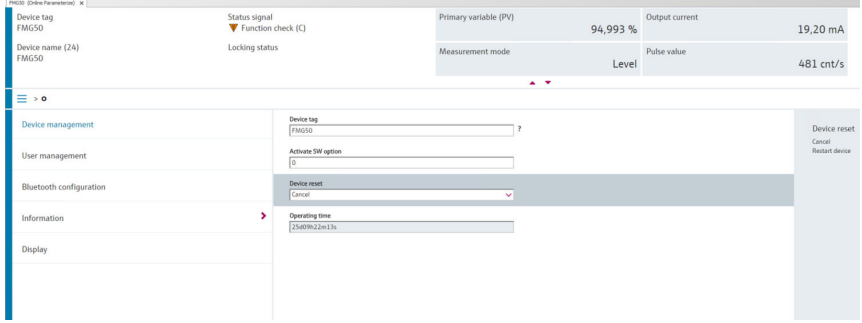 FMG50 (Online Parameterize) ×
Device tag
FMG50
Status signal
Function check (C)
Primary variable (PV)
94,993 %
Output current
19,20 mA
Device name (24)
FMG50
Locking status
Measurement mode
Level
Pulse value
481 cnt/s
>
Device management
User management
Bluetooth configuration
Information
Display
Device tag
FMG50
?
Activate SW option
0
Device reset
Cancel
Operating time
25d09h22m13s
Device reset
Cancel
Restart device